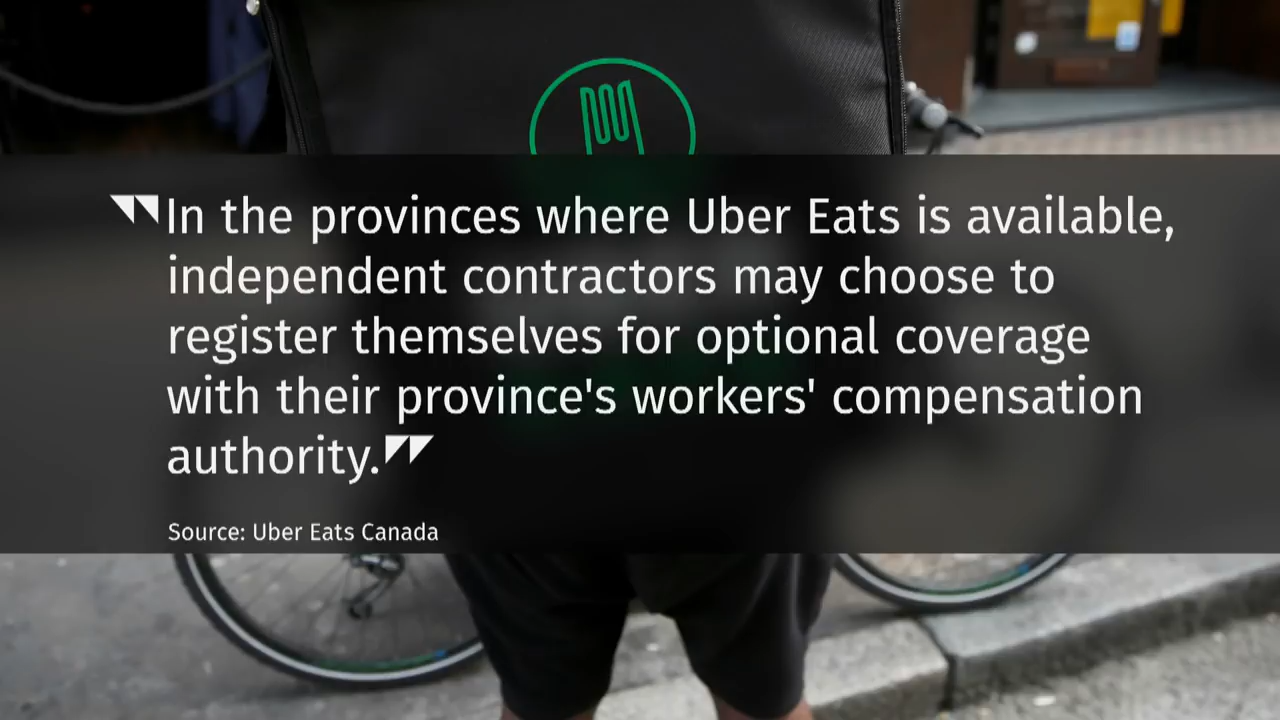 "In the provinces where Uber Eats is available,
independent contractors may choose to
register themselves for optional coverage
with their province's workers' compensation
authority."
Source: Uber Eats Canada